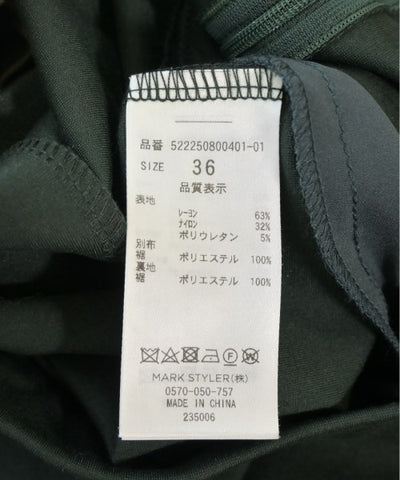 品番 522250800401-01
SIZE 36
品質表示
表地
レーヨン 63%
ナイロン 32%
ポリウレタン 5%
別布
裾 ポリエステル 100%
裏地
裾 ポリエステル 100%
MARK STYLER(株)
0570-050-757
MADE IN CHINA
235006